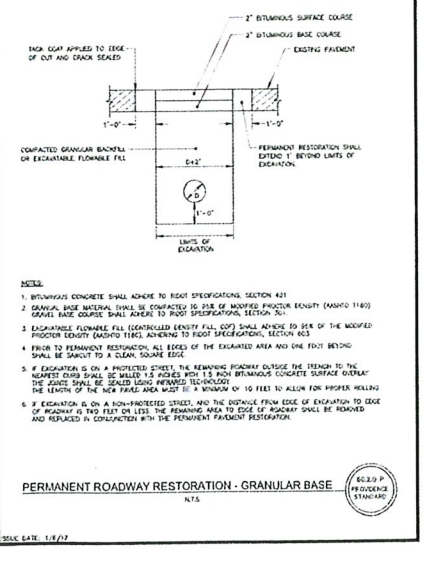 2" BITUMINOUS SURFACE COURSE
2" BITUMINOUS BASE COURSE
TACK COAT APPLIED TO EDGE
OF CUT AND CRACK SEALED
EXISTING PAVEMENT
1'-0"
1'-0"
COMPACTED GRANULAR BACKFILL
OR EXCAVATABLE FLOWABLE FILL
PERMANENT RESTORATION SHALL
EXTEND 1' BEYOND LIMITS OF
EXCAVATION.
D+2'
D
1'-0"
LIMITS OF
EXCAVATION
NOTES:
1. BITUMINOUS CONCRETE SHALL ADHERE TO RIDOT SPECIFICATIONS, SECTION 401
2. GRANULAR BASE MATERIAL SHALL BE COMPACTED TO 95% OF MODIFIED PROCTOR DENSITY (AASHTO T180)
GRAVEL BASE COURSE SHALL ADHERE TO RIDOT SPECIFICATIONS, SECTION 301.
3. EXCAVATABLE FLOWABLE FILL (CONTROLLED DENSITY FILL, CDF) SHALL ADHERE TO 95% OF THE MODIFIED
PROCTOR DENSITY (AASHTO T180), ADHERING TO RIDOT SPECIFICATIONS, SECTION 603
4. PRIOR TO PERMANENT RESTORATION, ALL EDGES OF THE EXCAVATED AREA AND ONE FOOT BEYOND
SHALL BE SAWCUT TO A CLEAN, SQUARE EDGE.
5. IF EXCAVATION IS ON A PROTECTED STREET, THE REMAINING ROADWAY OUTSIDE THE TRENCH TO THE
NEAREST CURB SHALL BE MILLED 1.5 INCHES WITH 1.5 INCH BITUMINOUS CONCRETE SURFACE OVERLAY
THE JOINTS SHALL BE SEALED USING INFRARED TECHNOLOGY
THE LENGTH OF THE NEW PAVED AREA MUST BE A MINIMUM OF 10 FEET TO ALLOW FOR PROPER ROLLING
6. IF EXCAVATION IS ON A NON-PROTECTED STREET, AND THE DISTANCE FROM EDGE OF EXCAVATION TO EDGE
OF ROADWAY IS TWO FEET OR LESS, THE REMAINING AREA TO EDGE OF ROADWAY SHALL BE REMOVED
AND REPLACED IN CONJUNCTION WITH THE PERMANENT PAVEMENT RESTORATION.
PERMANENT ROADWAY RESTORATION - GRANULAR BASE
N.T.S.
60.2.0 P
PROVIDENCE
STANDARD
ISSUE DATE: 1/6/17